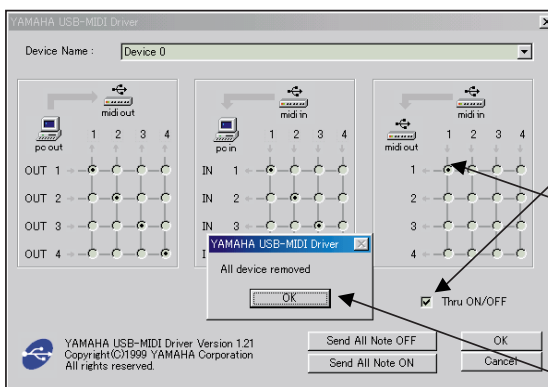 YAMAHA USB-MIDI Driver
Device Name : Device 0
midi out
pc out 1 2 3 4
OUT 1
OUT 2
OUT 3
OUT 4
midi in
pc in 1 2 3 4
IN 1
IN 2
IN 3
midi in
midi out 1 2 3 4
1
2
3
4
YAMAHA USB-MIDI Driver
All device removed
OK
Thru ON/OFF
YAMAHA USB-MIDI Driver Version 1.21
Copyright(C)1999 YAMAHA Corporation
All rights reserved.
Send All Note OFF
OK
Send All Note ON
Cancel